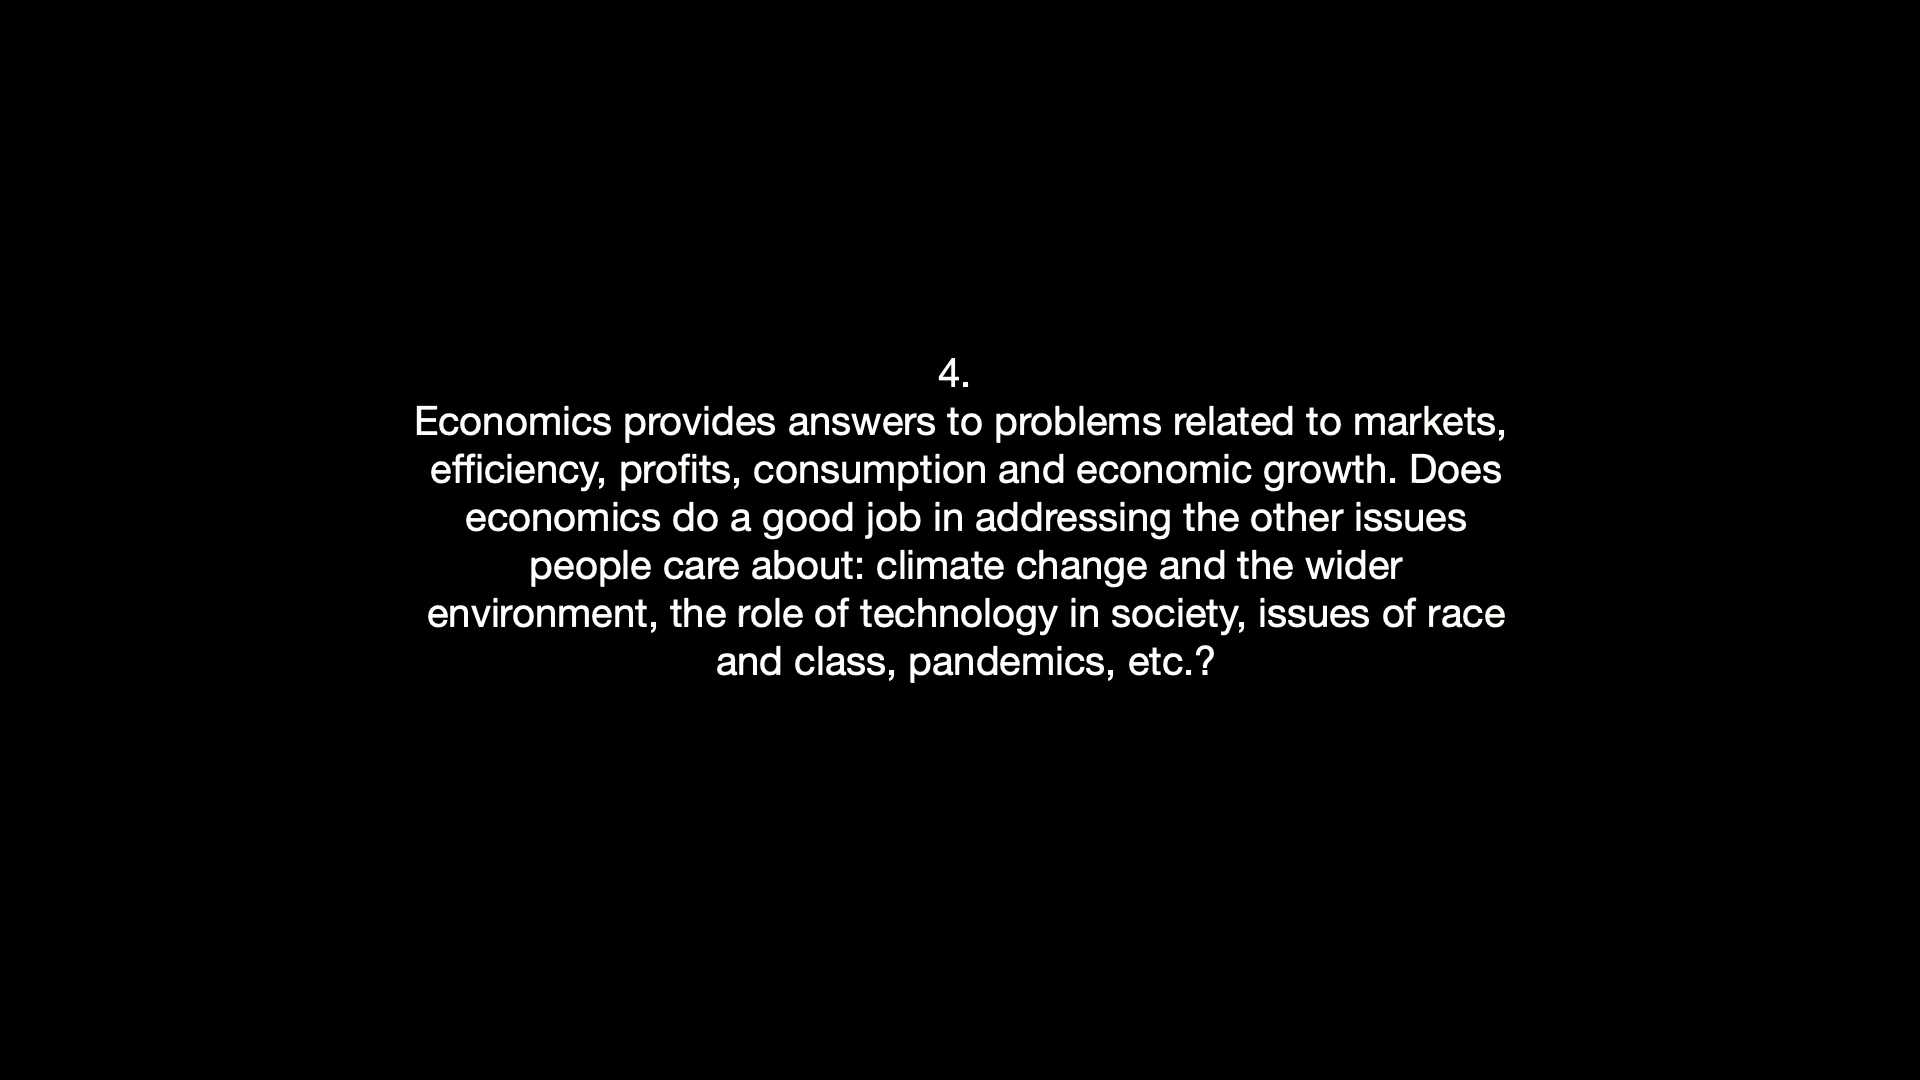 4.
Economics provides answers to problems related to markets,
efficiency, profits, consumption and economic growth. Does
economics do a good job in addressing the other issues
people care about: climate change and the wider
environment, the role of technology in society, issues of race
and class, pandemics, etc.?